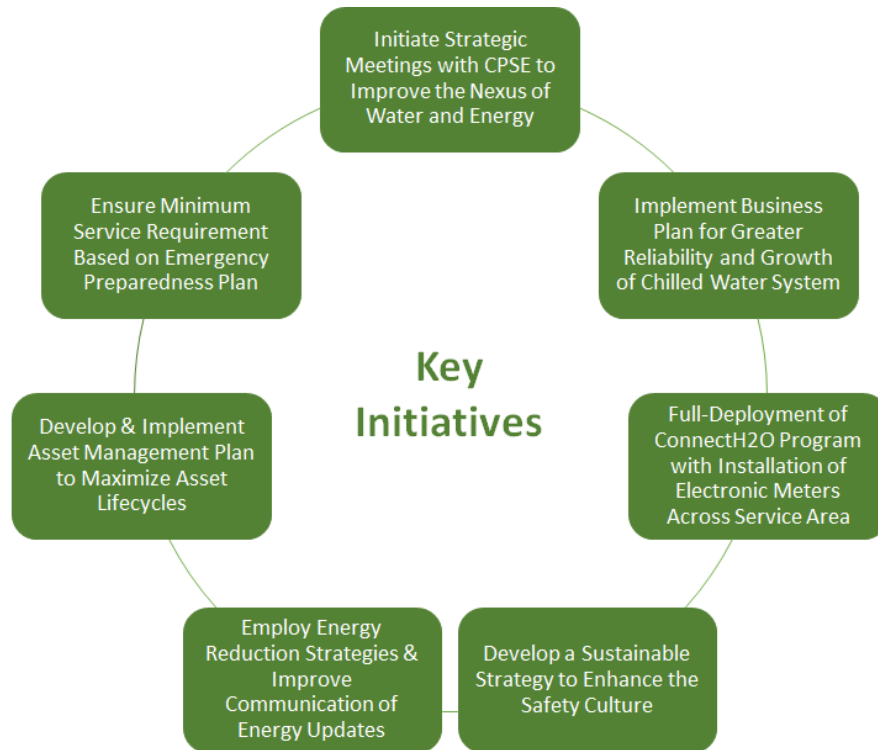 Initiate Strategic
Meetings with CPSE to
Improve the Nexus of
Water and Energy
Implement Business
Plan for Greater
Reliability and Growth
of Chilled Water System
Full-Deployment of
ConnectH2O Program
with Installation of
Electronic Meters
Across Service Area
Develop a Sustainable
Strategy to Enhance the
Safety Culture
Employ Energy
Reduction Strategies &
Improve
Communication of
Energy Updates
Develop & Implement
Asset Management Plan
to Maximize Asset
Lifecycles
Ensure Minimum
Service Requirement
Based on Emergency
Preparedness Plan
Key
Initiatives